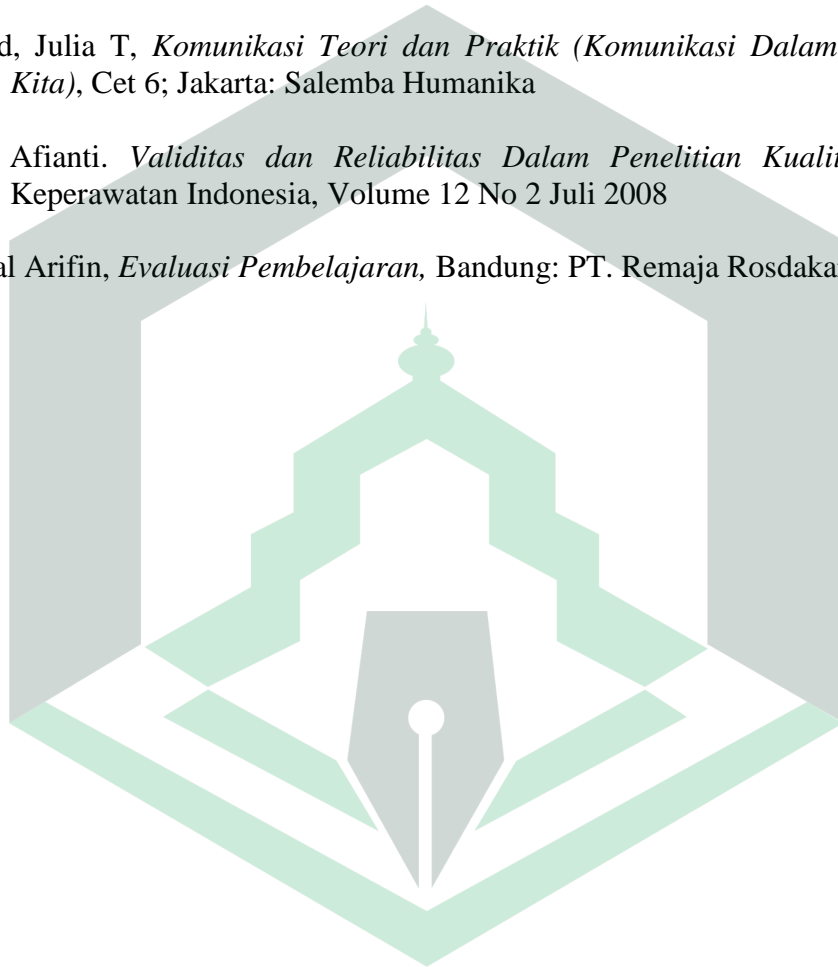 d, Julia T, Komunikasi Teori dan Praktik (Komunikasi Dalam
Kita), Cet 6; Jakarta: Salemba Humanika
Afianti. Validitas dan Reliabilitas Dalam Penelitian Kualit
Keperawatan Indonesia, Volume 12 No 2 Juli 2008
al Arifin, Evaluasi Pembelajaran, Bandung: PT. Remaja Rosdaka